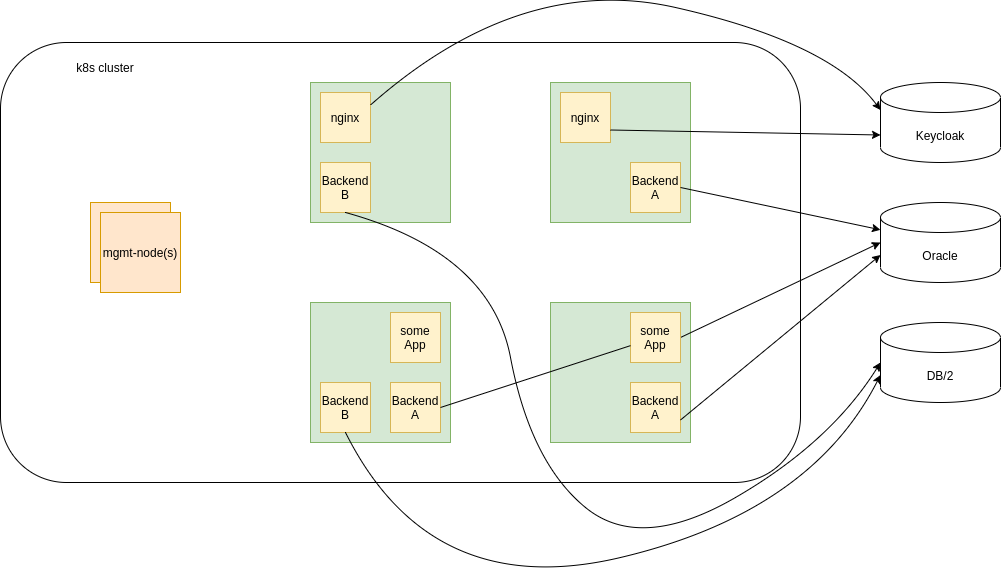 k8s cluster
nginx
nginx
Keycloak
Backend
B
Backend
A
mgmt-node(s)
Oracle
some
App
some
App
Backend
B
Backend
A
Backend
A
DB/2